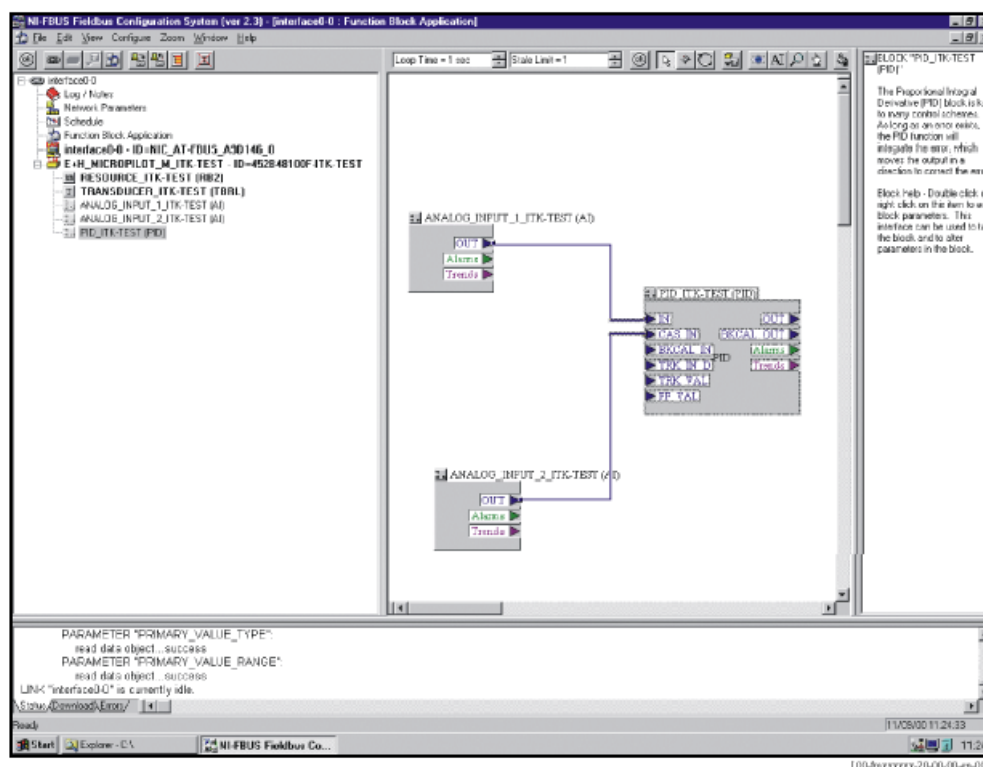 NI-FBUS Fieldbus Configuration System (ver 2.3) - [interface0-0 : Function Block Application]
File Edit View Configure Zoom Window Help
Loop Time = 1 sec
Scale Limit = 1
interface0-0
Log / Notes
Network Parameters
Schedule
Function Block Application
interface0-0 - ID=NIC_AT-FBUS_A9D146_0
E+H_MICROPILOT_M_ITK-TEST - ID=452B48100F-ITK-TEST
RESOURCE_ITK-TEST (RB2)
TRANSDUCER_ITK-TEST (TBRL)
ANALOG_INPUT_1_ITK-TEST (AI)
ANALOG_INPUT_2_ITK-TEST (AI)
PID_ITK-TEST (PID)
ANALOG_INPUT_1_ITK-TEST (AI)
OUT
Alarms
Trends
PID_ITK-TEST (PID)
IN OUT
CAS_IN BKCAL_OUT
BKCAL_IN Alarms
PID
TRK_IN_D Trends
TRK_VAL
FF_VAL
ANALOG_INPUT_2_ITK-TEST (AI)
OUT
Alarms
Trends
BLOCK "PID_ITK-TEST
(PID)"
The Proportional Integral
Derivative (PID) block is
to many control schemes.
As long as an error exists,
the PID function will
integrate the error, which
moves the output in a
direction to correct the
Block help - Double click
right click on this item to
block parameters. This
interface can be used to
the block and to alter
parameters in the block.
PARAMETER "PRIMARY_VALUE_TYPE":
read data object...success
PARAMETER "PRIMARY_VALUE_RANGE":
read data object...success
LINK "interface0-0" is currently idle.
Status Download Errors
Ready
11/09/00 11:24:33
Start
Explorer - C:\
NI-FBUS Fieldbus Co...
11:24